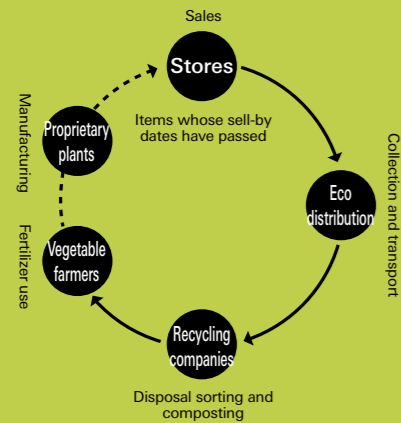 Sales
Stores
Items whose sell-by
dates have passed
Collection and transport
Eco
distribution
Recycling
companies
Disposal sorting and
composting
Vegetable
farmers
Fertilizer use
Proprietary
plants
Manufacturing